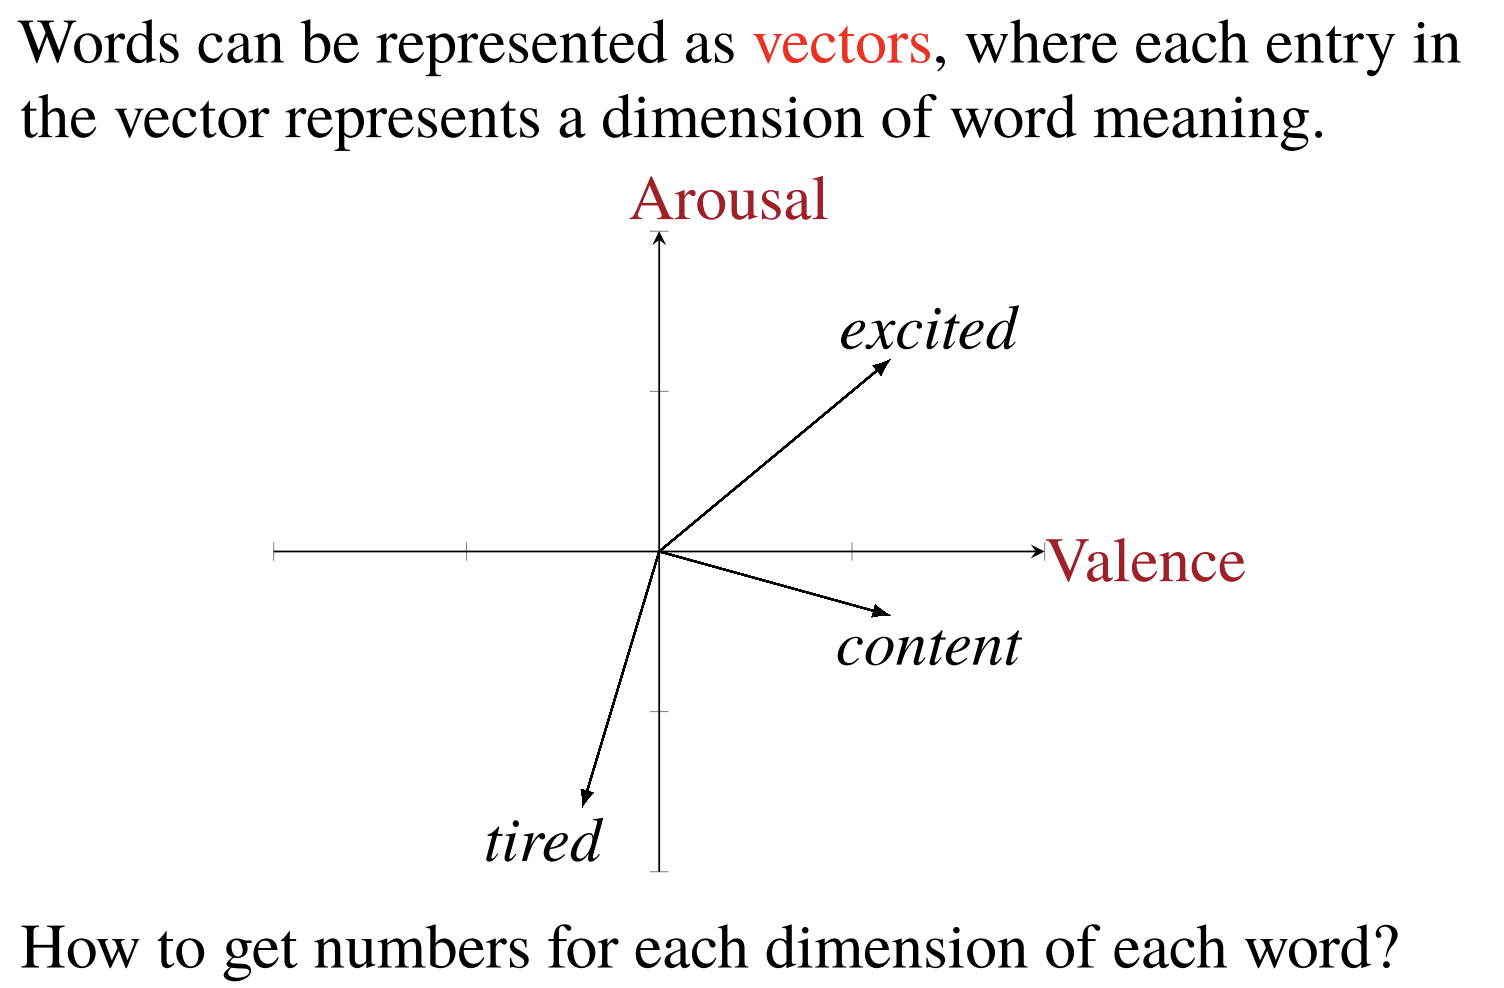 Words can be represented as vectors, where each entry in
the vector represents a dimension of word meaning.
Arousal
excited
Valence
content
tired
How to get numbers for each dimension of each word?